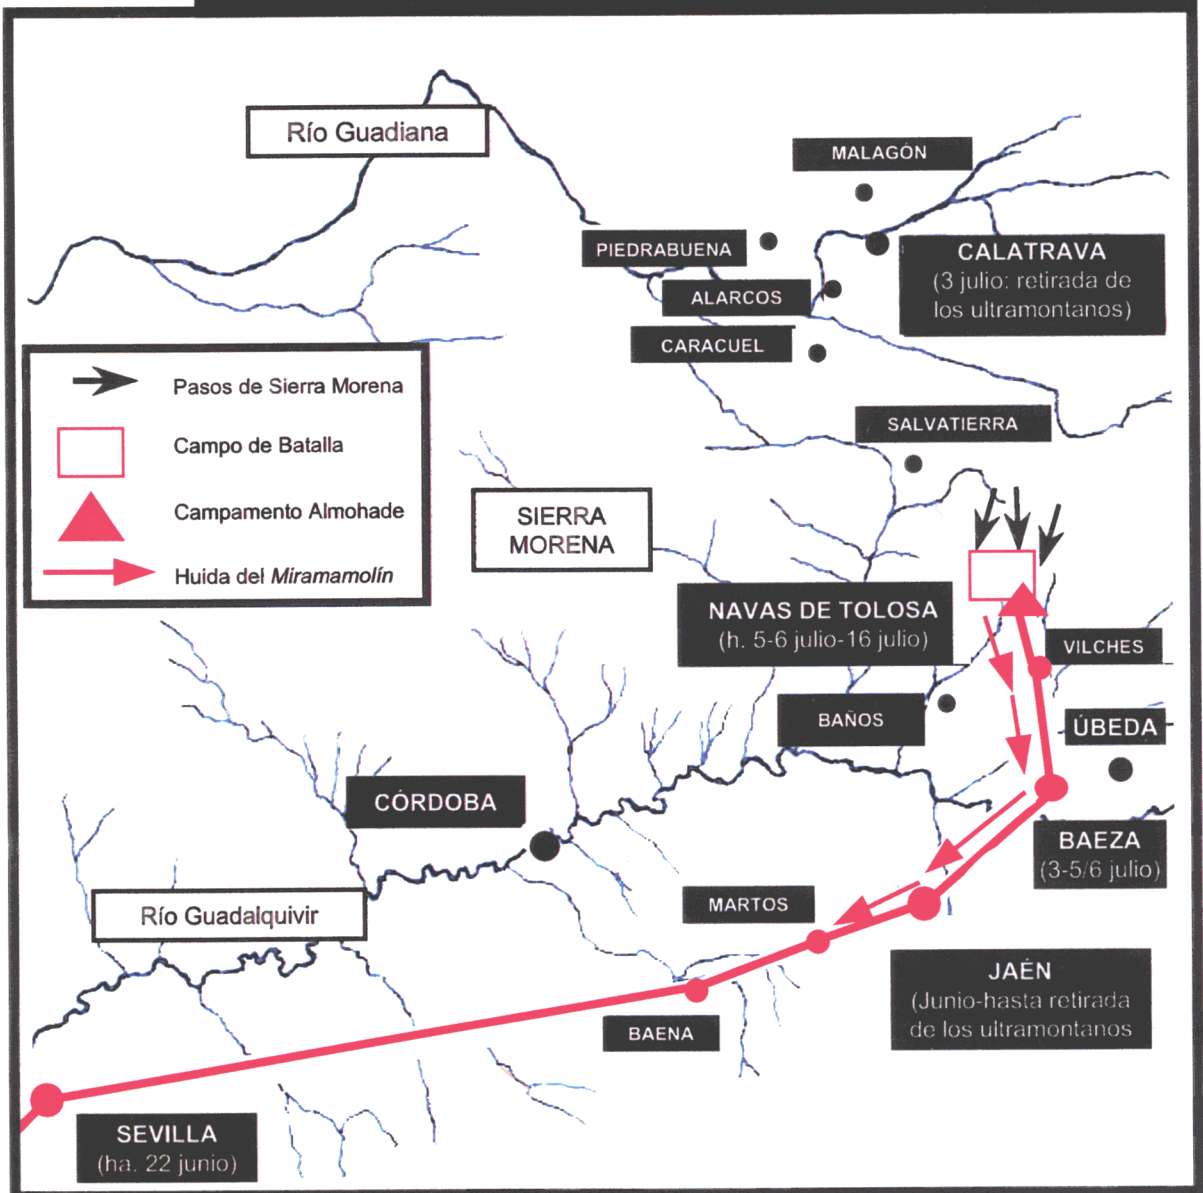 Río Guadiana
MALAGÓN
PIEDRABUENA
CALATRAVA
(3 julio: retirada de
los ultramontanos)
ALARCOS
CARACUEL
Pasos de Sierra Morena
Campo de Batalla
Campamento Almohade
Huida del Miramamolín
SALVATIERRA
SIERRA
MORENA
NAVAS DE TOLOSA
(h. 5-6 julio-16 julio)
VILCHES
BAÑOS
ÚBEDA
CÓRDOBA
BAEZA
(3-5/6 julio)
Río Guadalquivir
MARTOS
JAÉN
(Junio-hasta retirada
de los ultramontanos
BAENA
SEVILLA
(ha. 22 junio)